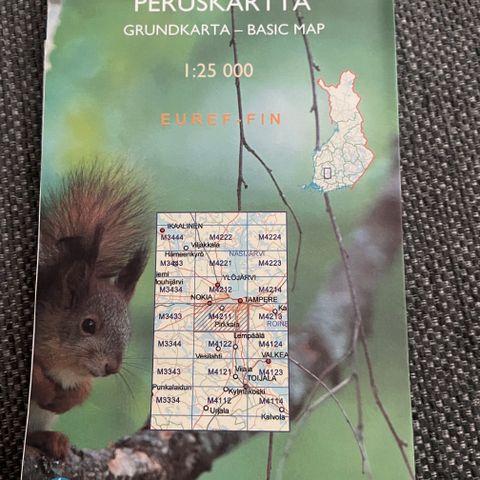 PERUSKARTTA
GRUNDKARTA – BASIC MAP
1:25 000
EUREF-FIN
IKAALINEN
M3444 Viljakkala M4222 M4224
Hämeenkyrö NÄSIJÄRVI
M3443 M4221 M4223
YLÖJÄRVI
M3434 M4212 M4214
Mouhijärvi
NOKIA TAMPERE
M3433 M4211 M4213 Ka
Pirkkala ROINE
Lempäälä
M3344 M4122 M4124
Vesilahti VALKEA
M3343 M4121 Viiala M4123
TOIJALA
Punkalaidun Kylmäkoski
M3334 M4112 M4114
Urjala Kalvola